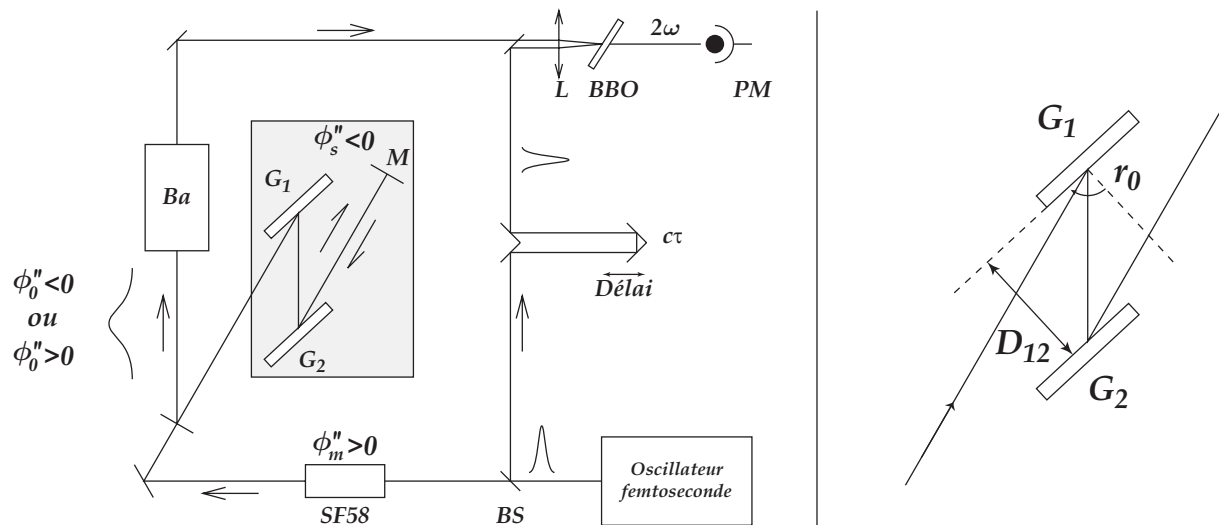 2ω
L
BBO
PM
ϕ''s<0
M
G1
G1
r0
Ba
cτ
Délai
ϕ''0<0
ou
ϕ''0>0
G2
D12
G2
ϕ''m>0
Oscillateur
femtoseconde
SF58
BS